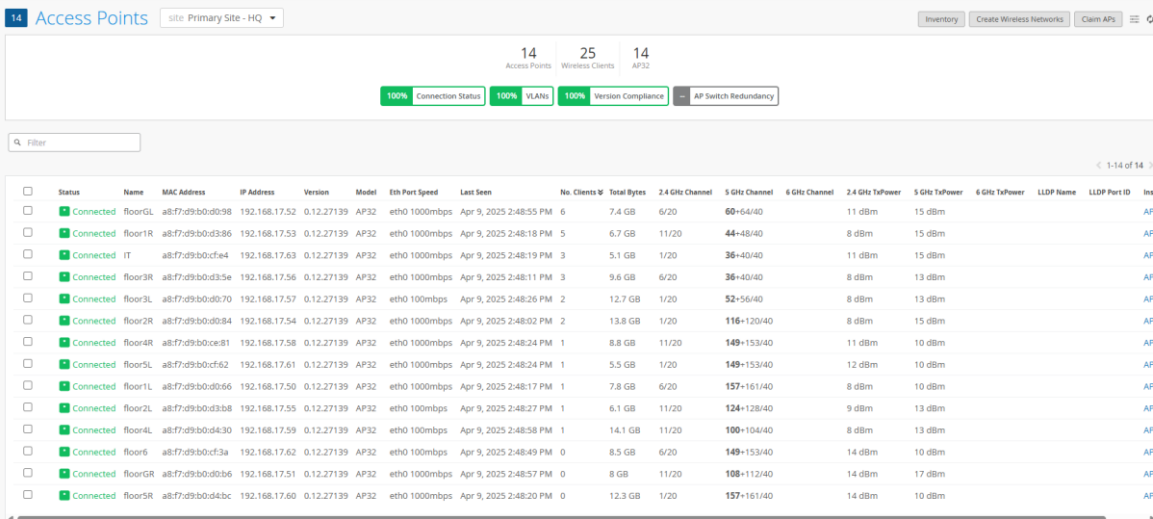 14 Access Points site Primary Site - HQ
Inventory Create Wireless Networks Claim APs
14 25 14
Access Points Wireless Clients AP32
100% Connection Status 100% VLANs 100% Version Compliance -- AP Switch Redundancy
Filter
1-14 of 14
Status Name MAC Address IP Address Version Model Eth Port Speed Last Seen No. Clients Total Bytes 2.4 GHz Channel 5 GHz Channel 6 GHz Channel 2.4 GHz TxPower 5 GHz TxPower 6 GHz TxPower LLDP Name LLDP Port ID Ins
Connected floorGL a8:f7:d9:b0:d0:98 192.168.17.52 0.12.27139 AP32 eth0 1000mbps Apr 9, 2025 2:48:55 PM 6 7.4 GB 6/20 60+64/40 11 dBm 15 dBm AF
Connected floor1R a8:f7:d9:b0:d3:86 192.168.17.53 0.12.27139 AP32 eth0 1000mbps Apr 9, 2025 2:48:18 PM 5 6.7 GB 11/20 44+48/40 8 dBm 15 dBm AF
Connected IT a8:f7:d9:b0:cf:e4 192.168.17.63 0.12.27139 AP32 eth0 1000mbps Apr 9, 2025 2:48:19 PM 3 5.1 GB 1/20 36+40/40 11 dBm 15 dBm AF
Connected floor3R a8:f7:d9:b0:d3:5e 192.168.17.56 0.12.27139 AP32 eth0 1000mbps Apr 9, 2025 2:48:11 PM 3 9.6 GB 6/20 36+40/40 8 dBm 13 dBm AF
Connected floor3L a8:f7:d9:b0:d0:70 192.168.17.57 0.12.27139 AP32 eth0 100mbps Apr 9, 2025 2:48:26 PM 2 12.7 GB 1/20 52+56/40 8 dBm 13 dBm AF
Connected floor2R a8:f7:d9:b0:d0:84 192.168.17.54 0.12.27139 AP32 eth0 1000mbps Apr 9, 2025 2:48:02 PM 2 13.8 GB 1/20 116+120/40 8 dBm 15 dBm AF
Connected floor4R a8:f7:d9:b0:ce:81 192.168.17.58 0.12.27139 AP32 eth0 1000mbps Apr 9, 2025 2:48:24 PM 1 8.8 GB 11/20 149+153/40 11 dBm 10 dBm AF
Connected floor5L a8:f7:d9:b0:cf:62 192.168.17.61 0.12.27139 AP32 eth0 1000mbps Apr 9, 2025 2:48:24 PM 1 5.5 GB 1/20 149+153/40 12 dBm 10 dBm AF
Connected floor1L a8:f7:d9:b0:d0:66 192.168.17.50 0.12.27139 AP32 eth0 1000mbps Apr 9, 2025 2:48:17 PM 1 7.8 GB 6/20 157+161/40 8 dBm 10 dBm AF
Connected floor2L a8:f7:d9:b0:d3:b8 192.168.17.55 0.12.27139 AP32 eth0 100mbps Apr 9, 2025 2:48:27 PM 1 6.1 GB 11/20 124+128/40 9 dBm 13 dBm AF
Connected floor4L a8:f7:d9:b0:d4:30 192.168.17.59 0.12.27139 AP32 eth0 100mbps Apr 9, 2025 2:48:58 PM 1 14.1 GB 11/20 100+104/40 8 dBm 13 dBm AF
Connected floor6 a8:f7:d9:b0:cf:3a 192.168.17.62 0.12.27139 AP32 eth0 100mbps Apr 9, 2025 2:48:49 PM 0 8.5 GB 6/20 149+153/40 14 dBm 10 dBm AF
Connected floorGR a8:f7:d9:b0:d0:b6 192.168.17.51 0.12.27139 AP32 eth0 1000mbps Apr 9, 2025 2:48:57 PM 0 8 GB 11/20 108+112/40 14 dBm 17 dBm AF
Connected floor5R a8:f7:d9:b0:d4:bc 192.168.17.60 0.12.27139 AP32 eth0 1000mbps Apr 9, 2025 2:48:20 PM 0 12.3 GB 1/20 157+161/40 14 dBm 10 dBm AF